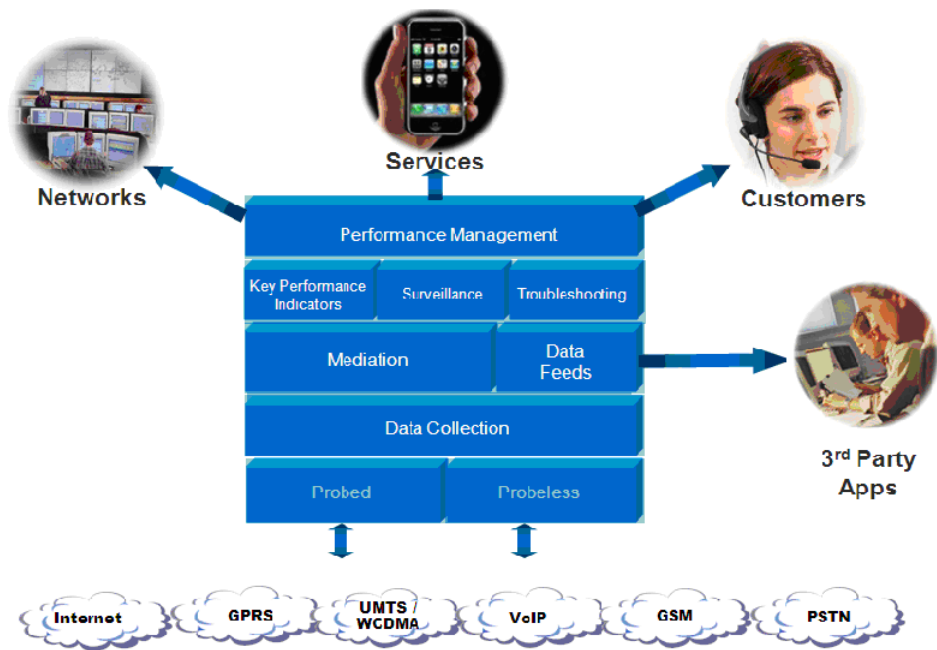 Services
Networks
Customers
Performance Management
Key Performance
Indicators
Surveillance
Troubleshooting
Mediation
Data
Feeds
Data Collection
3rd Party
Apps
Probed
Probeless
Internet
GPRS
UMTS /
WCDMA
VoIP
GSM
PSTN